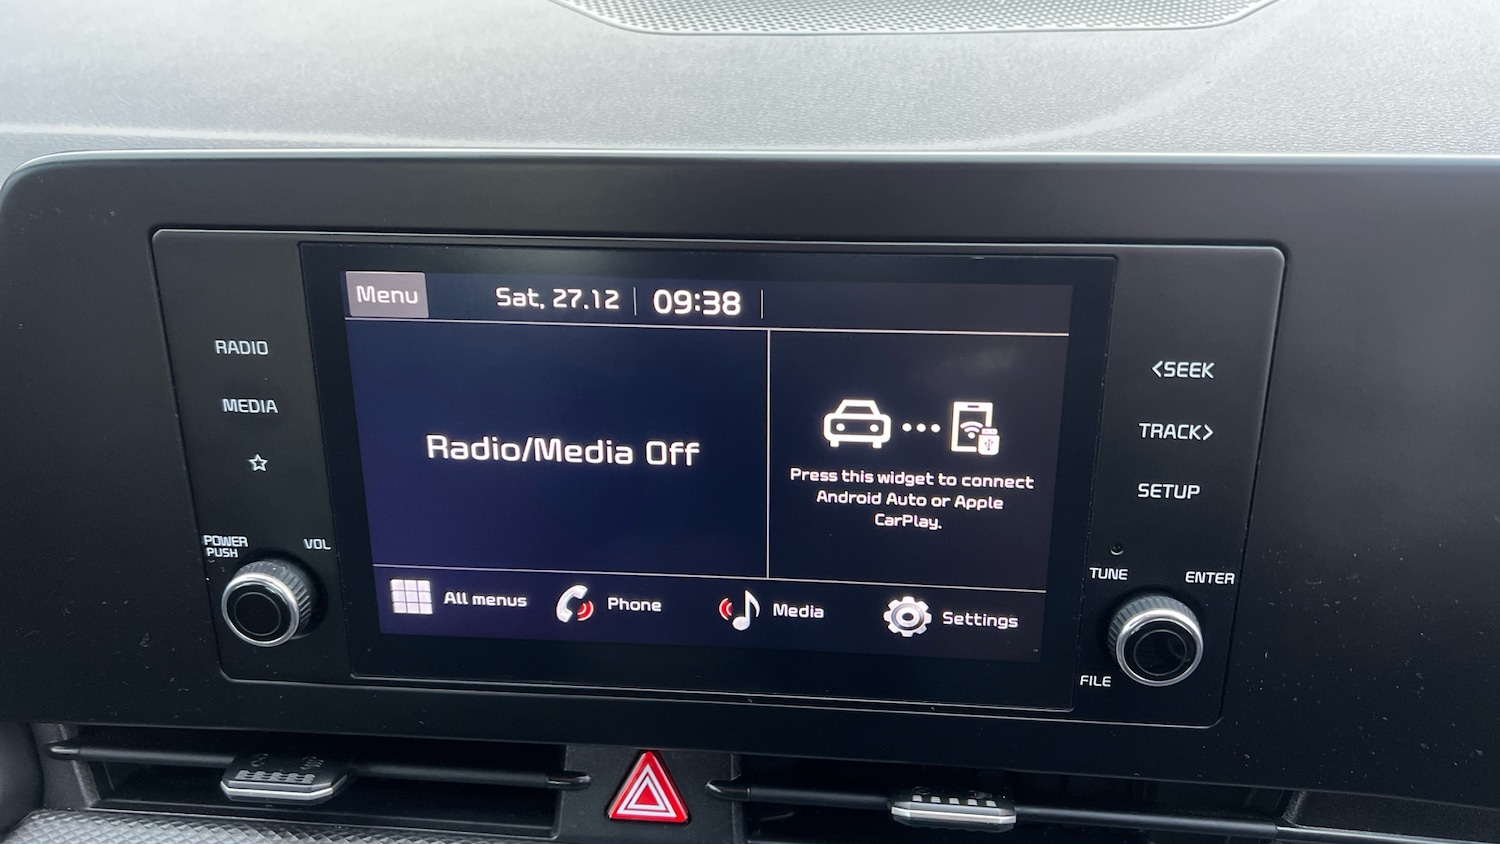 Menu
Sat, 27.12
09:38
RADIO
MEDIA
POWER
PUSH
VOL
Radio/Media Off
Press this widget to connect
Android Auto or Apple
CarPlay.
All menus
Phone
Media
Settings
<SEEK
TRACK>
SETUP
TUNE
ENTER
FILE